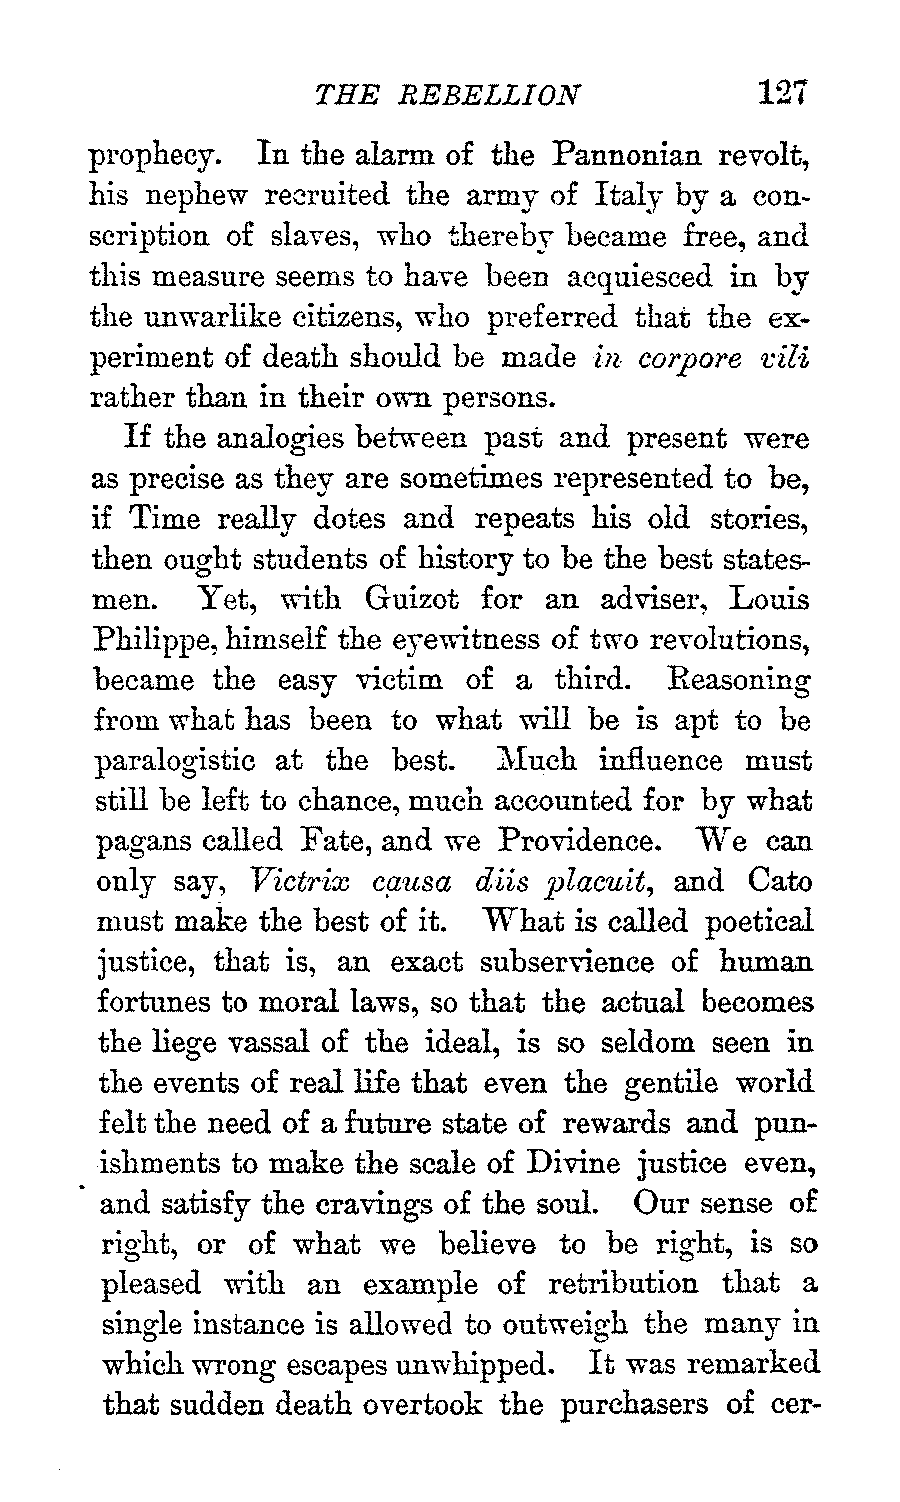 THE REBELLION 127
prophecy. In the alarm of the Pannonian revolt,
his nephew recruited the army of Italy by a con-
scription of slaves, who thereby became free, and
this measure seems to have been acquiesced in by
the unwarlike citizens, who preferred that the ex-
periment of death should be made in corpore vili
rather than in their own persons.
If the analogies between past and present were
as precise as they are sometimes represented to be,
if Time really dotes and repeats his old stories,
then ought students of history to be the best states-
men. Yet, with Guizot for an adviser, Louis
Philippe, himself the eyewitness of two revolutions,
became the easy victim of a third. Reasoning
from what has been to what will be is apt to be
paralogistic at the best. Much influence must
still be left to chance, much accounted for by what
pagans called Fate, and we Providence. We can
only say, Victrix causa diis placuit, and Cato
must make the best of it. What is called poetical
justice, that is, an exact subservience of human
fortunes to moral laws, so that the actual becomes
the liege vassal of the ideal, is so seldom seen in
the events of real life that even the gentile world
felt the need of a future state of rewards and pun-
ishments to make the scale of Divine justice even,
and satisfy the cravings of the soul. Our sense of
right, or of what we believe to be right, is so
pleased with an example of retribution that a
single instance is allowed to outweigh the many in
which wrong escapes unwhipped. It was remarked
that sudden death overtook the purchasers of cer-